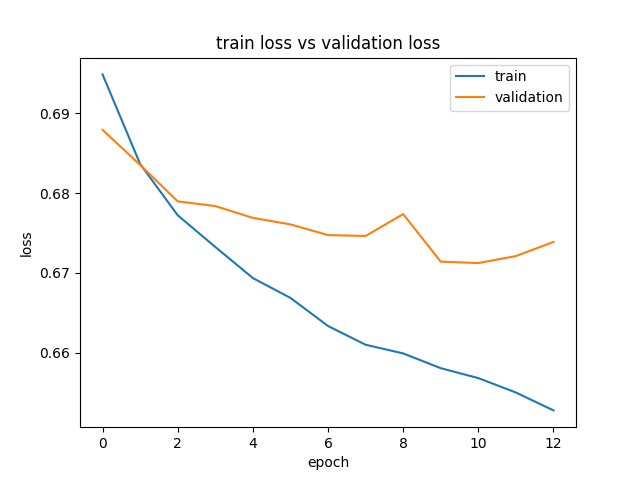 train loss vs validation loss
train
validation
0.69
0.68
0.67
0.66
loss
0 2 4 6 8 10 12
epoch